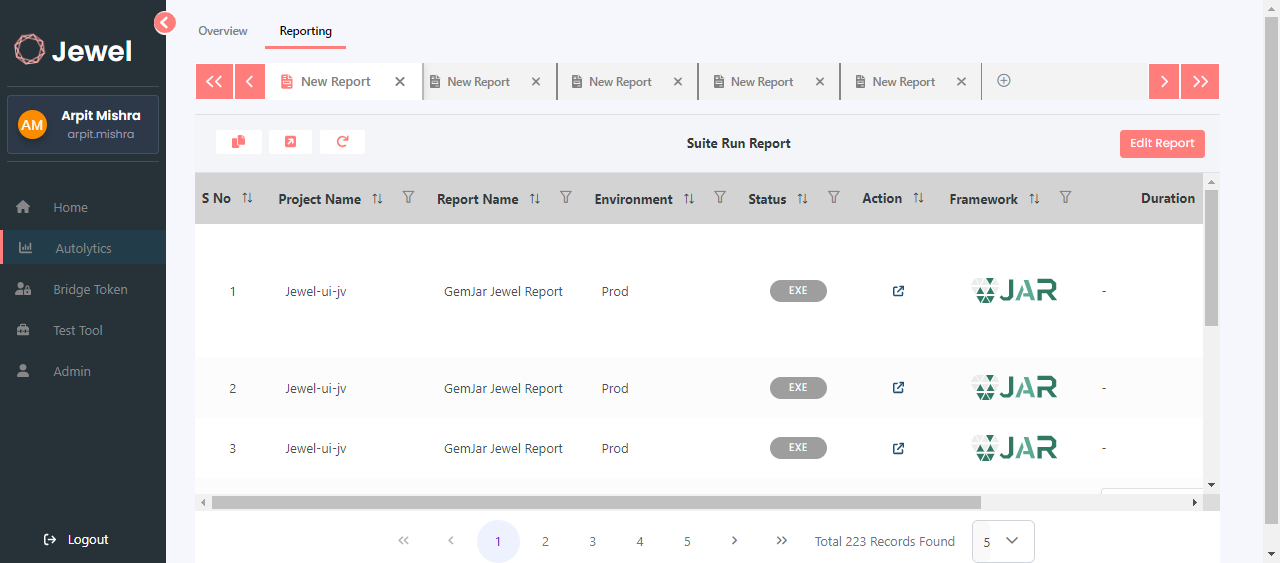 Jewel
AM
Arpit Mishra
arpit.mishra
Home
Autolytics
Bridge Token
Test Tool
Admin
Logout
Overview Reporting
New Report New Report New Report New Report New Report
Suite Run Report
Edit Report
S No Project Name Report Name Environment Status Action Framework Duration
1 Jewel-ui-jv GemJar Jewel Report Prod EXE JAR -
2 Jewel-ui-jv GemJar Jewel Report Prod EXE JAR -
3 Jewel-ui-jv GemJar Jewel Report Prod EXE JAR -
1 2 3 4 5 Total 223 Records Found 5